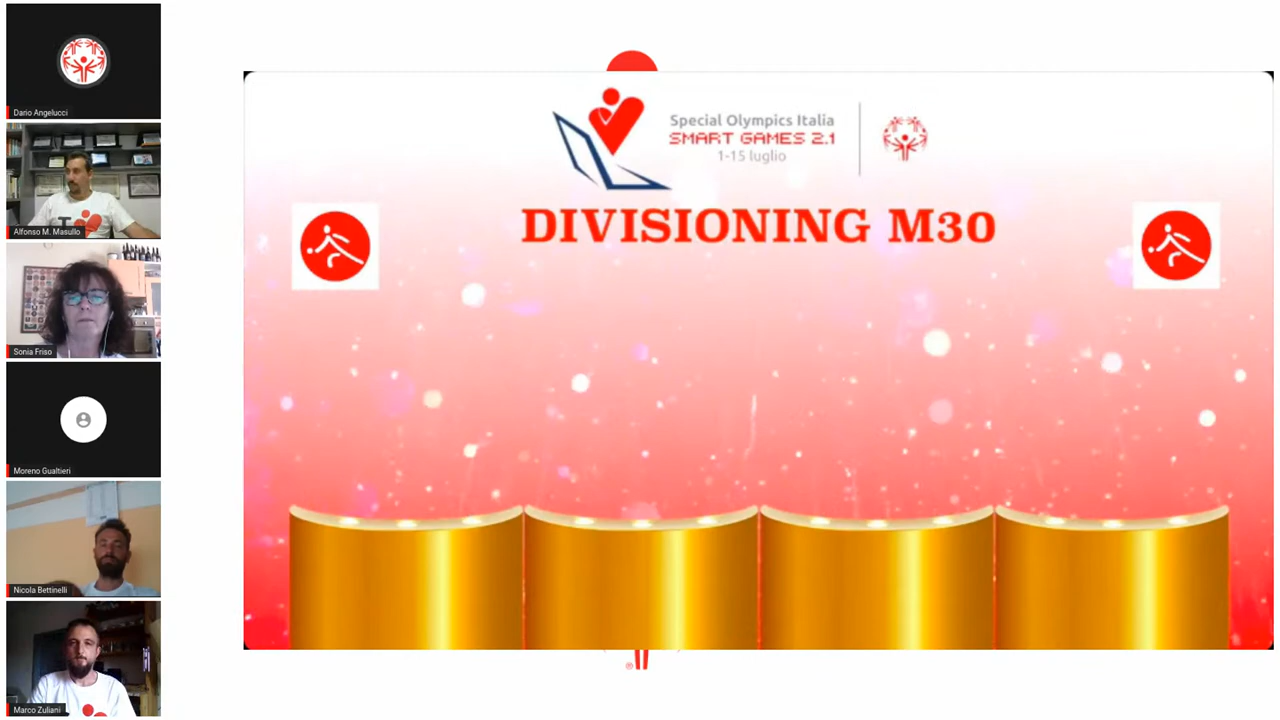 Dario Angelucci
Alfonso M. Masullo
Sonia Friso
Moreno Gualtieri
Nicola Bettinelli
Marco Zuliani
Special Olympics Italia
SMART GAMES 2.1
1-15 luglio
DIVISIONING M30